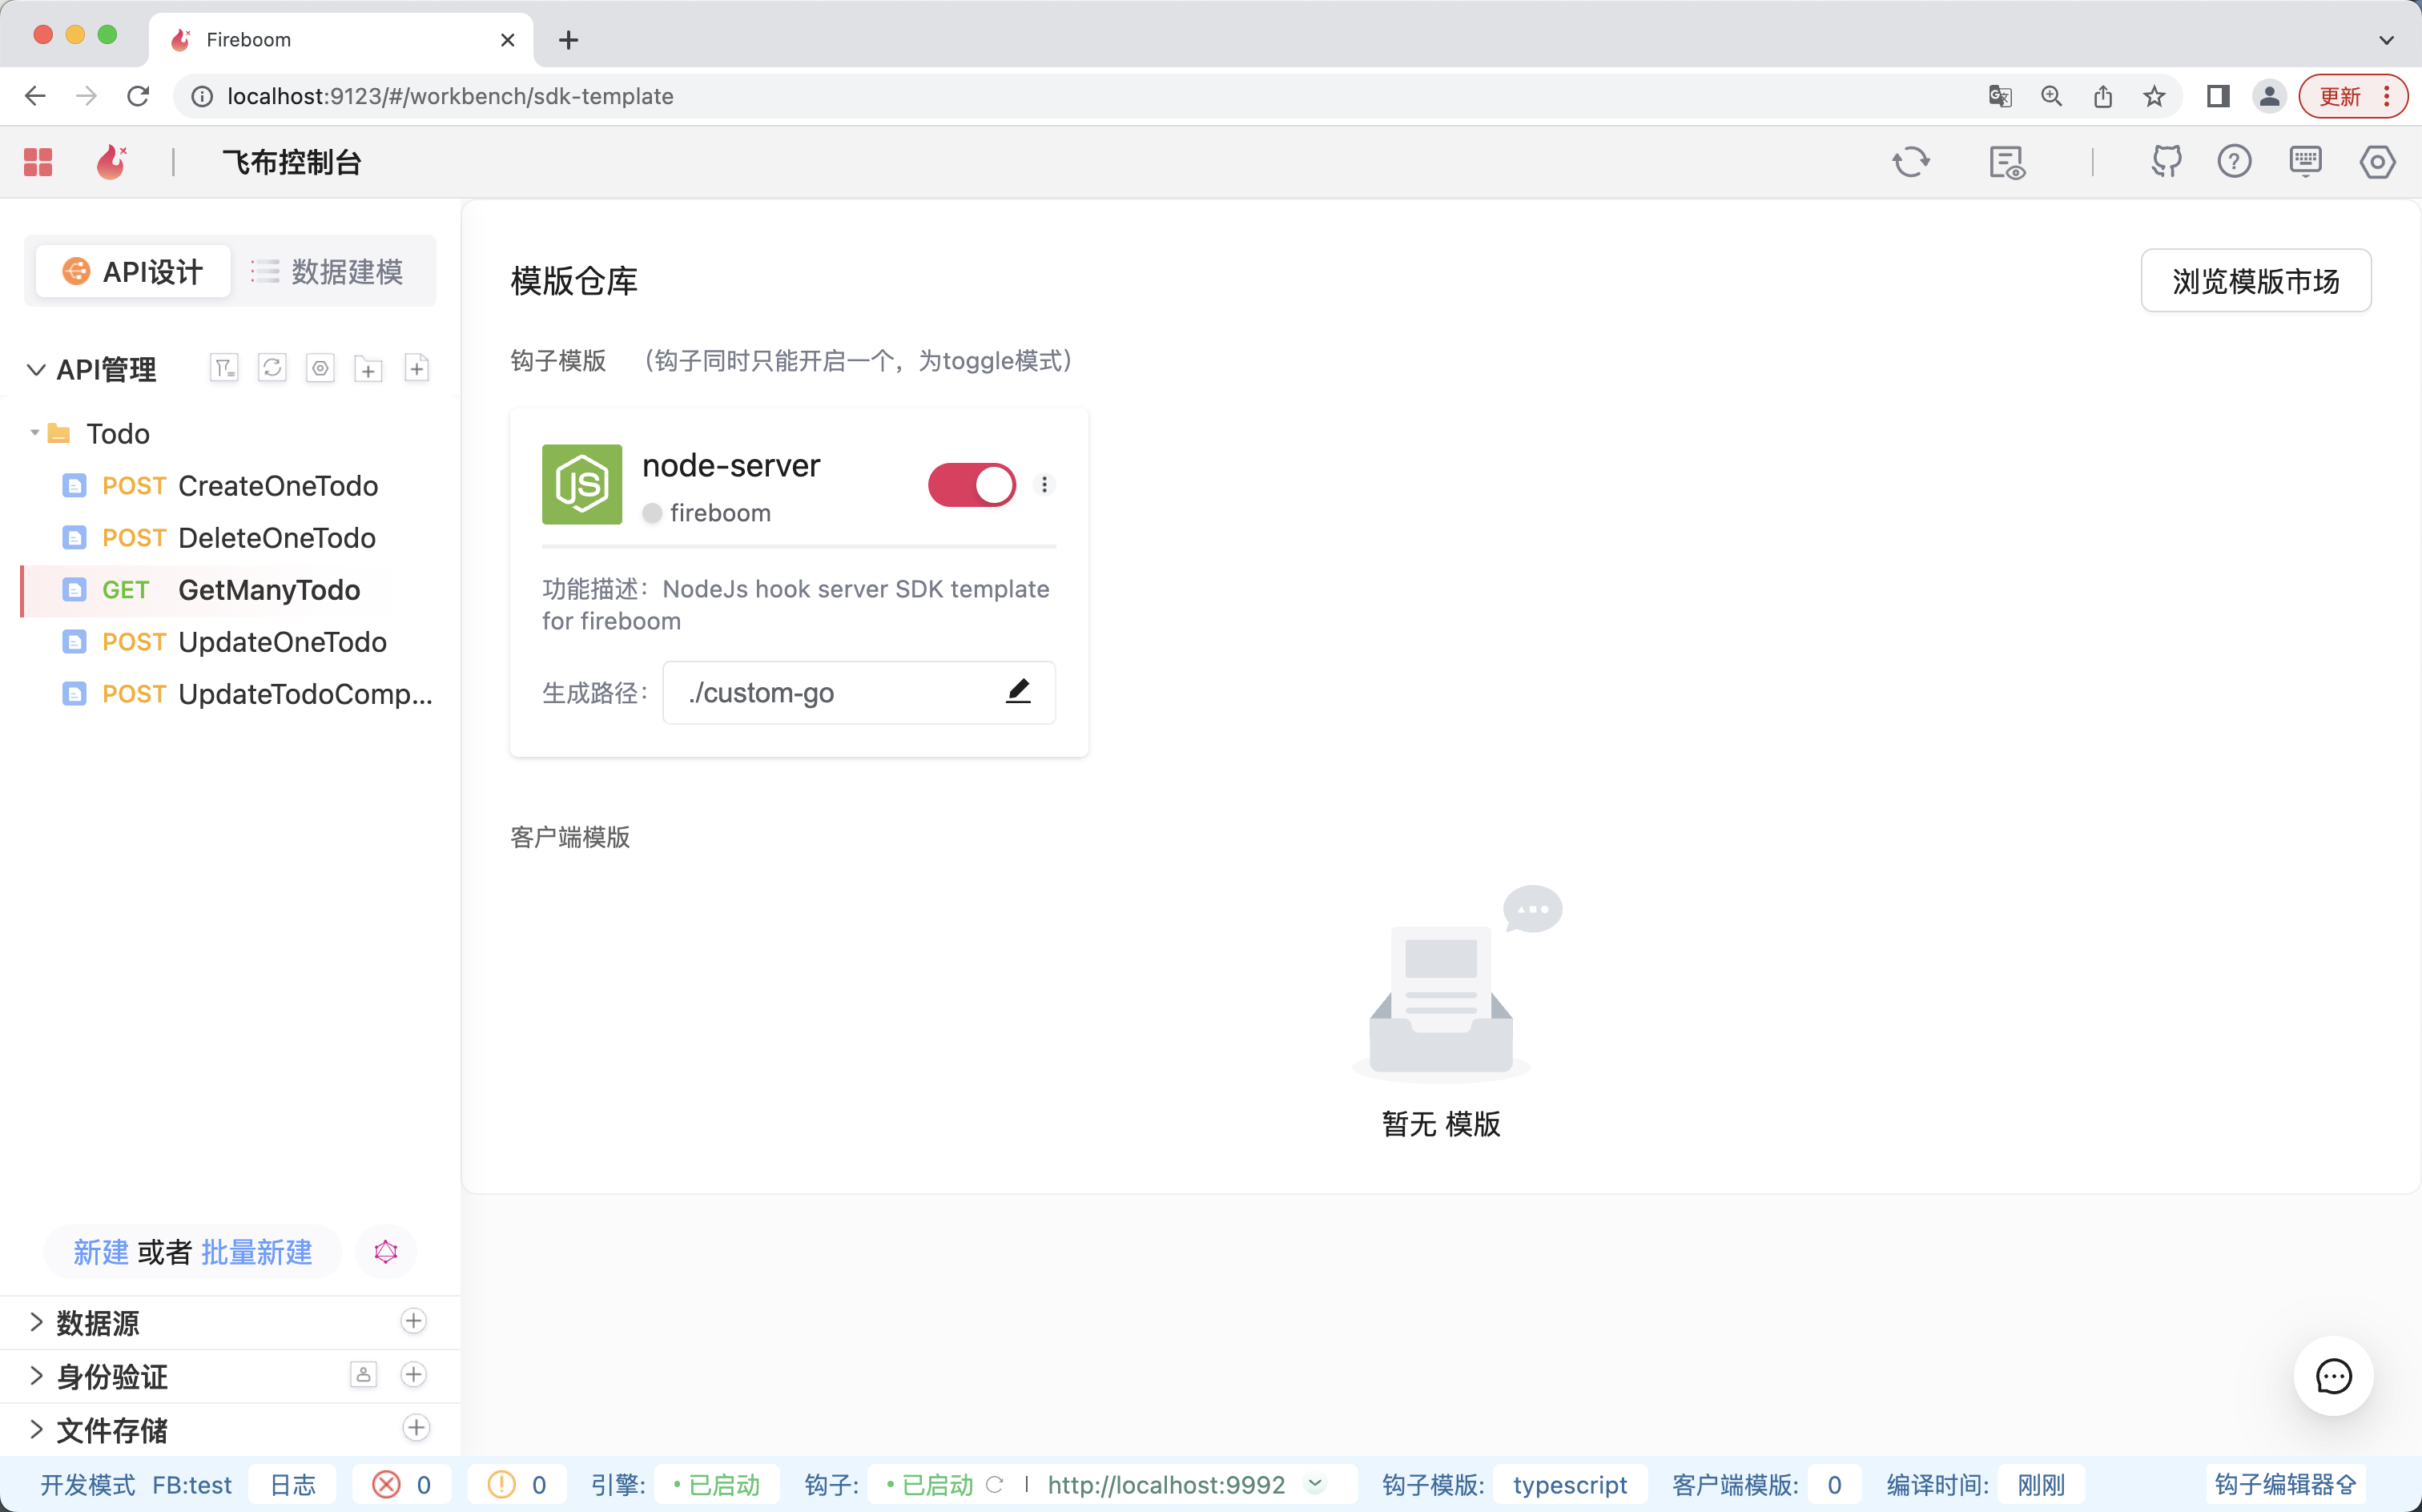 Fireboom
localhost:9123/#/workbench/sdk-template
更新
飞布控制台
API设计
数据建模
API管理
Todo
POST CreateOneTodo
POST DeleteOneTodo
GET GetManyTodo
POST UpdateOneTodo
POST UpdateTodoComp...
新建 或者 批量新建
数据源
身份验证
文件存储
模版仓库
浏览模版市场
钩子模版 （钩子同时只能开启一个，为toggle模式）
JS
node-server
fireboom
功能描述： NodeJs hook server SDK template
for fireboom
生成路径： ./custom-go
客户端模版
暂无 模版
开发模式 FB:test 日志 0 0 引擎: 已启动 钩子: 已启动 http://localhost:9992 钩子模版: typescript 客户端模版: 0 编译时间: 刚刚 钩子编辑器